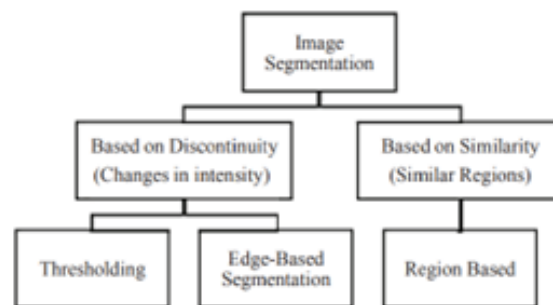 Image
Segmentation
Based on Discontinuity
(Changes in intensity)
Based on Similarity
(Similar Regions)
Thresholding
Edge-Based
Segmentation
Region Based